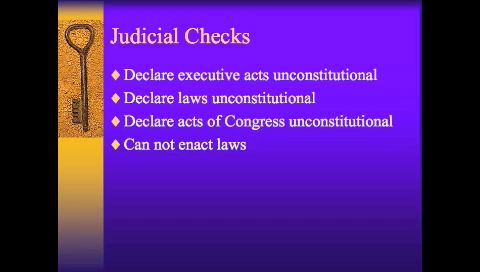 Judicial Checks
Declare executive acts unconstitutional
Declare laws unconstitutional
Declare acts of Congress unconstitutional
Can not enact laws